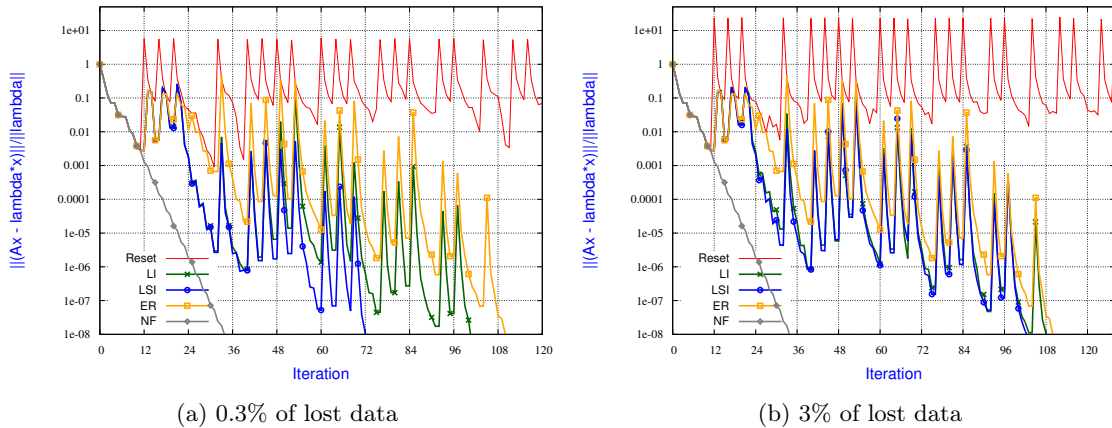 ||(Ax - lambda*x)||/||lambda||
1e+01
1
0.1
0.01
0.001
0.0001
1e-05
1e-06
1e-07
1e-08
Reset
LI
LSI
ER
NF
0 12 24 36 48 60 72 84 96 108 120
Iteration
(a) 0.3% of lost data
||(Ax - lambda*x)||/||lambda||
1e+01
1
0.1
0.01
0.001
0.0001
1e-05
1e-06
1e-07
1e-08
Reset
LI
LSI
ER
NF
0 12 24 36 48 60 72 84 96 108 120
Iteration
(b) 3% of lost data